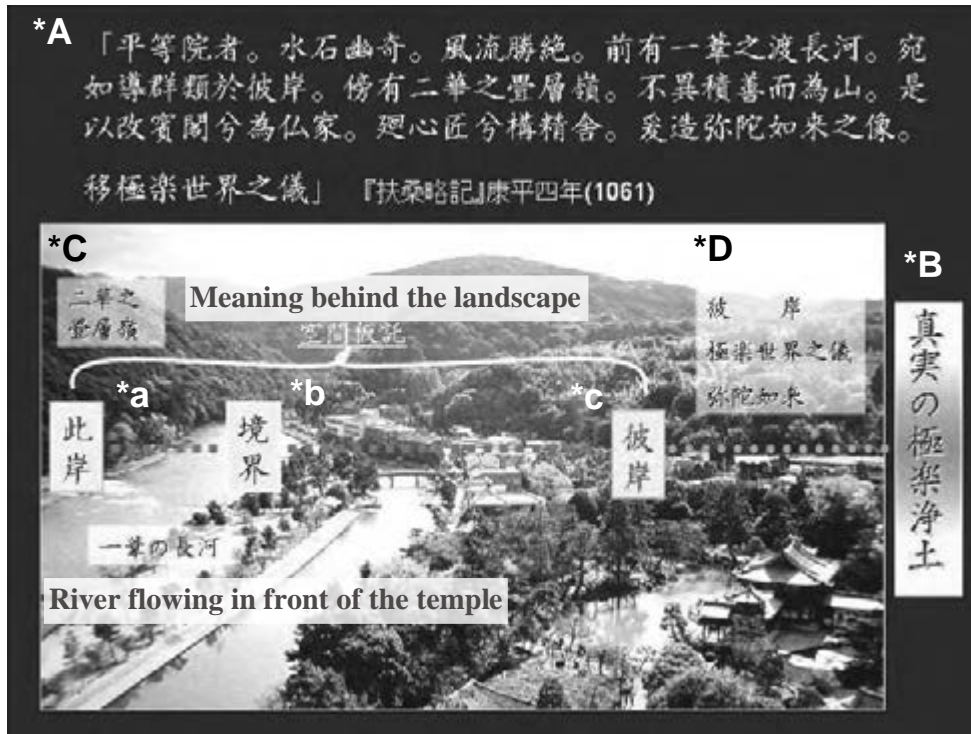 *A
「平等院者。水石幽奇。風流勝絶。前有一葦之渡長河。宛
如導群類於彼岸。傍有二華之畳層嶺。不異積善而為山。是
以改賓閣兮為仏家。廻心匠兮構精舎。爰造弥陀如来之像。
移極楽世界之儀」 『扶桑略記』康平四年(1061)
*C
*D
*B
二華之
畳層嶺
Meaning behind the landscape
彼 岸
極楽世界之儀
弥陀如来
真実の極楽浄土
*a
*b
*c
此岸
境界
彼岸
一葦の長河
River flowing in front of the temple